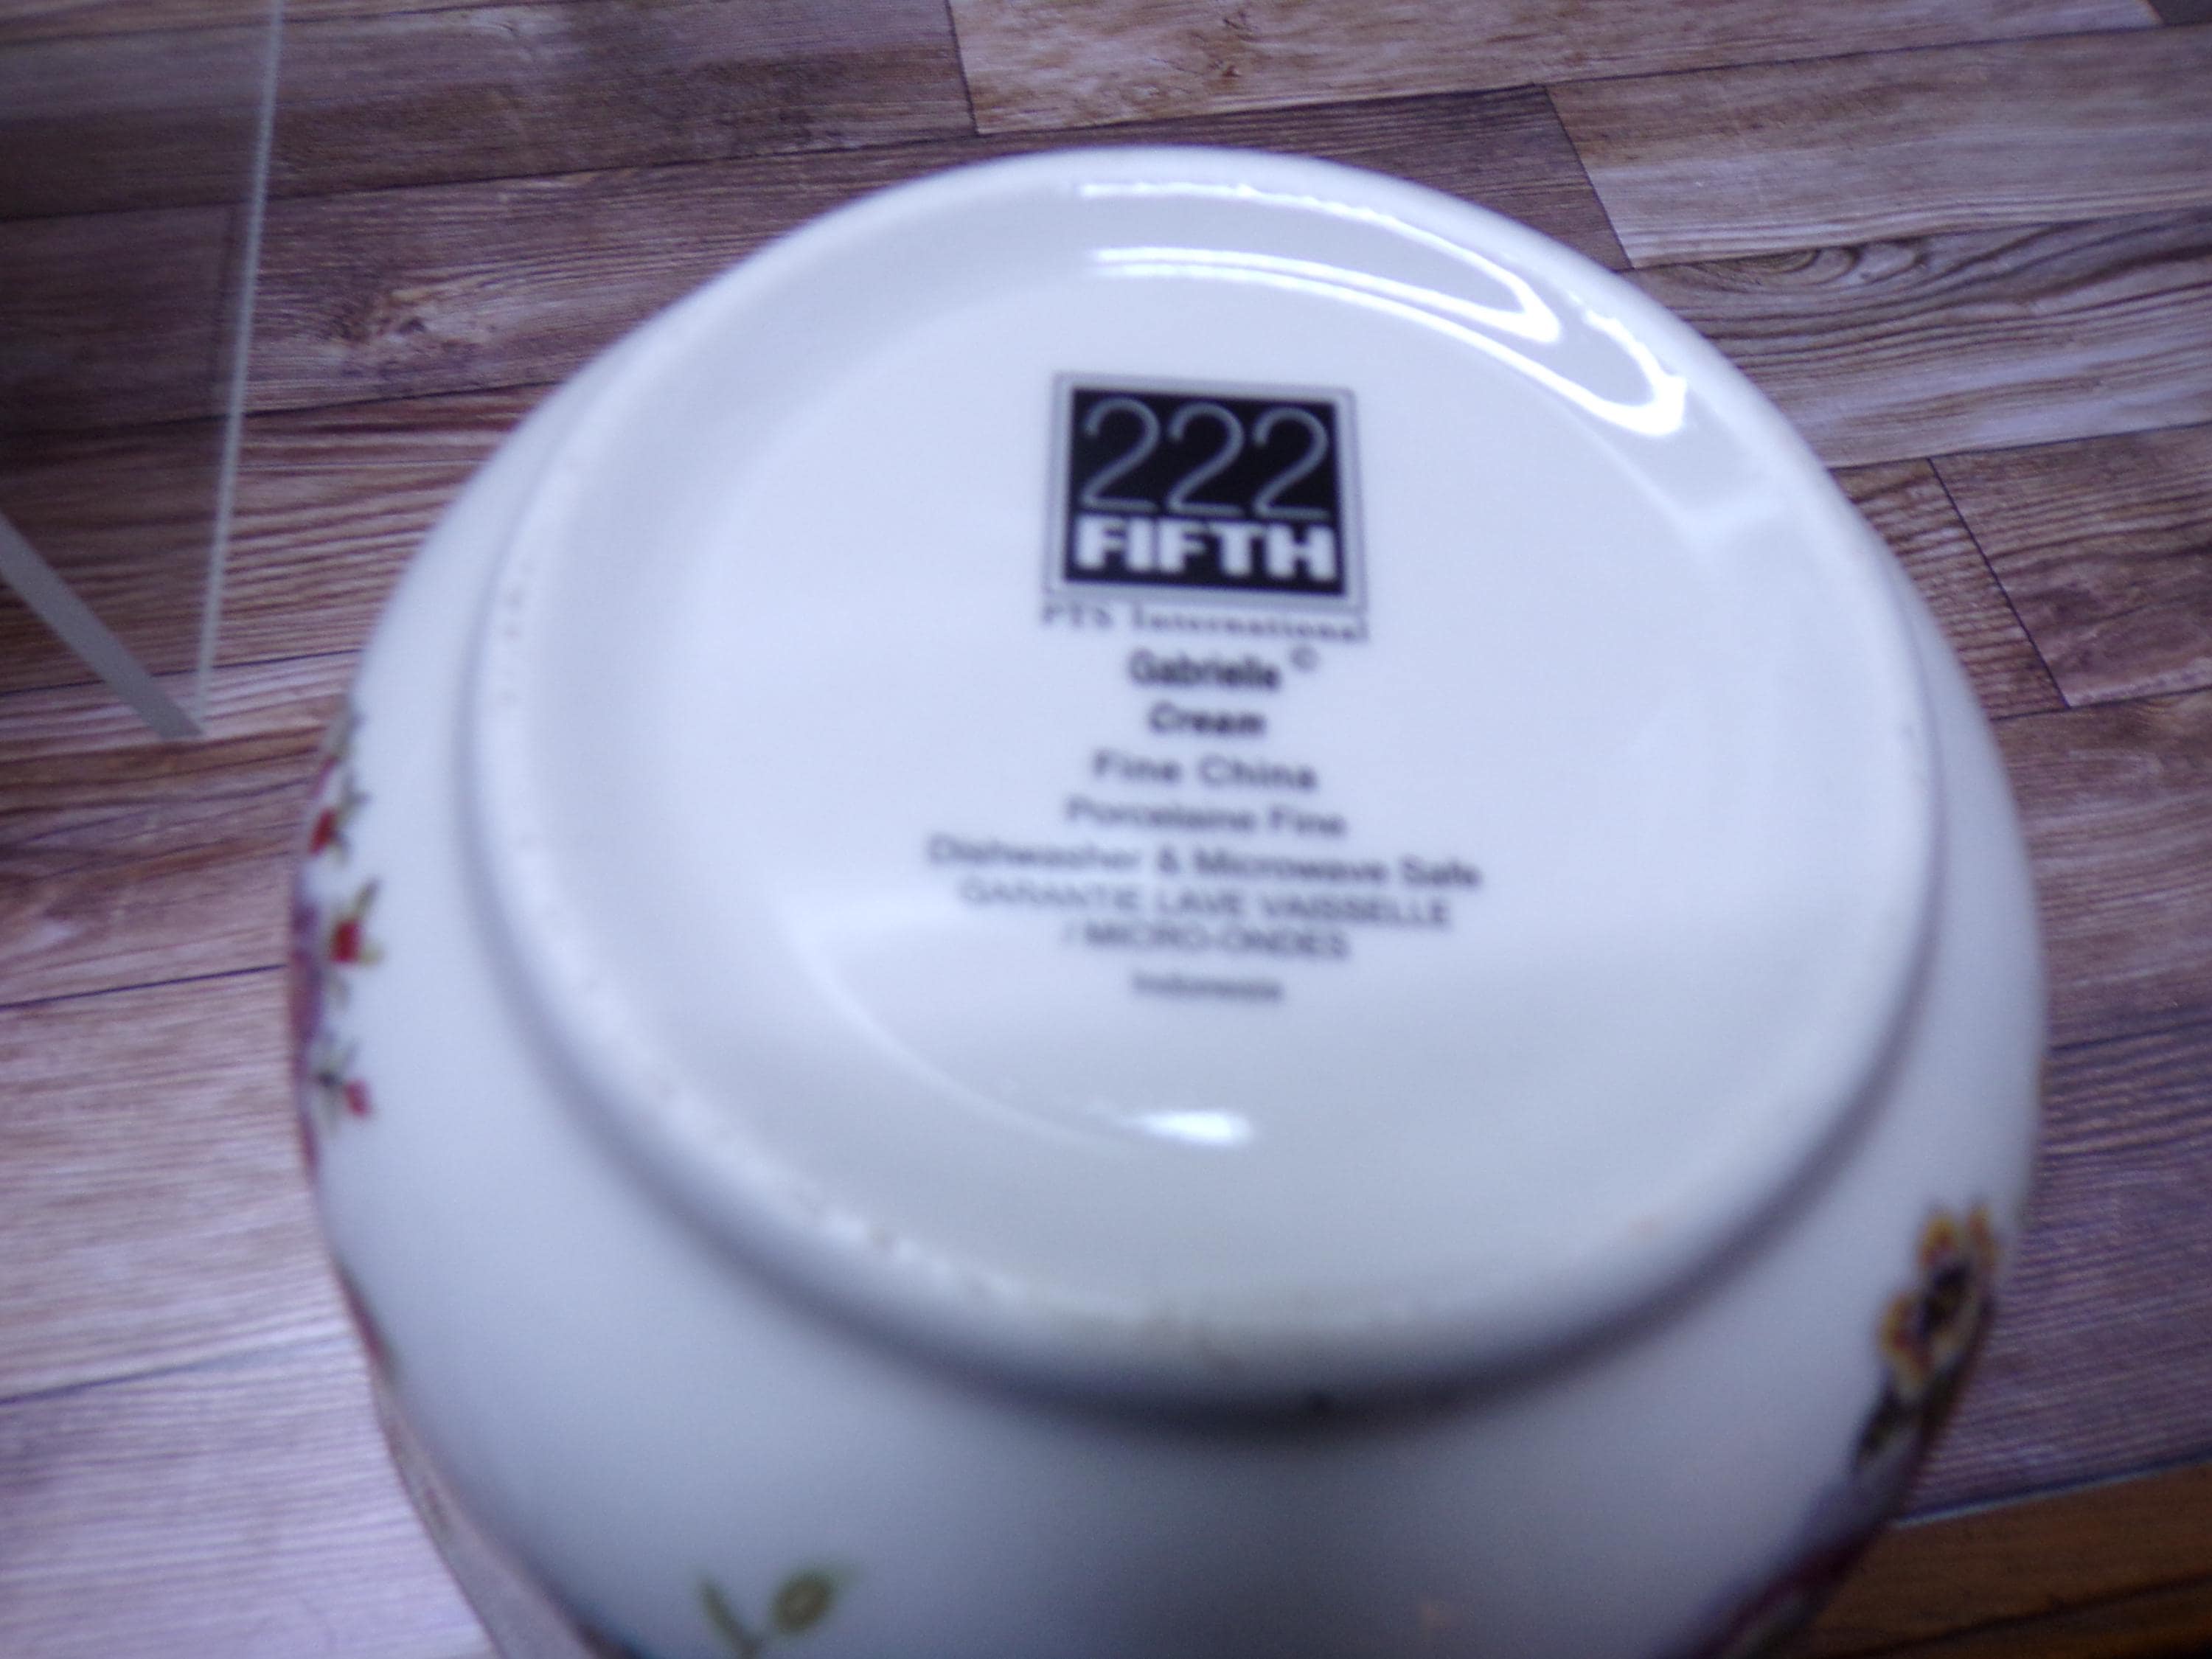 222
FIFTH
PTS International
Gabrielle ©
Cream
Fine China
Porcelaine Fine
Dishwasher & Microwave Safe
GARANTIE LAVE VAISSELLE
/ MICRO-ONDES
Indonesia